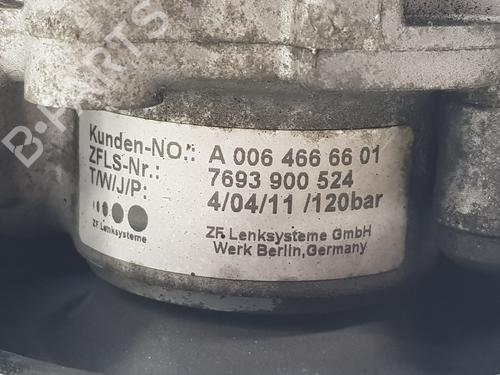 B-PARTS
Kunden-NO.: A 006 466 66 01
ZFLS-Nr.: 7693 900 524
T/W/J/P: 4/04/11 /120bar
ZF Lenksysteme
ZF Lenksysteme GmbH
Werk Berlin,Germany